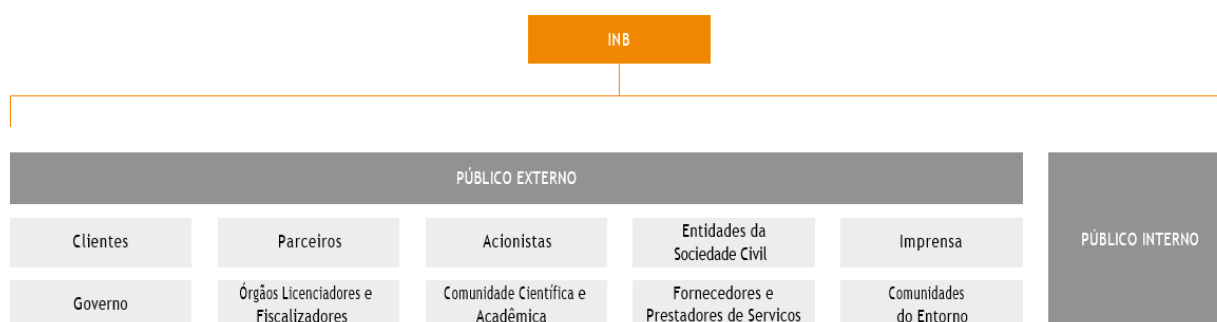 INB
PÚBLICO EXTERNO
PÚBLICO INTERNO
Clientes
Parceiros
Acionistas
Entidades da
Sociedade Civil
Imprensa
Governo
Órgãos Licenciadores e
Fiscalizadores
Comunidade Científica e
Acadêmica
Fornecedores e
Prestadores de Servicos
Comunidades
do Entorno